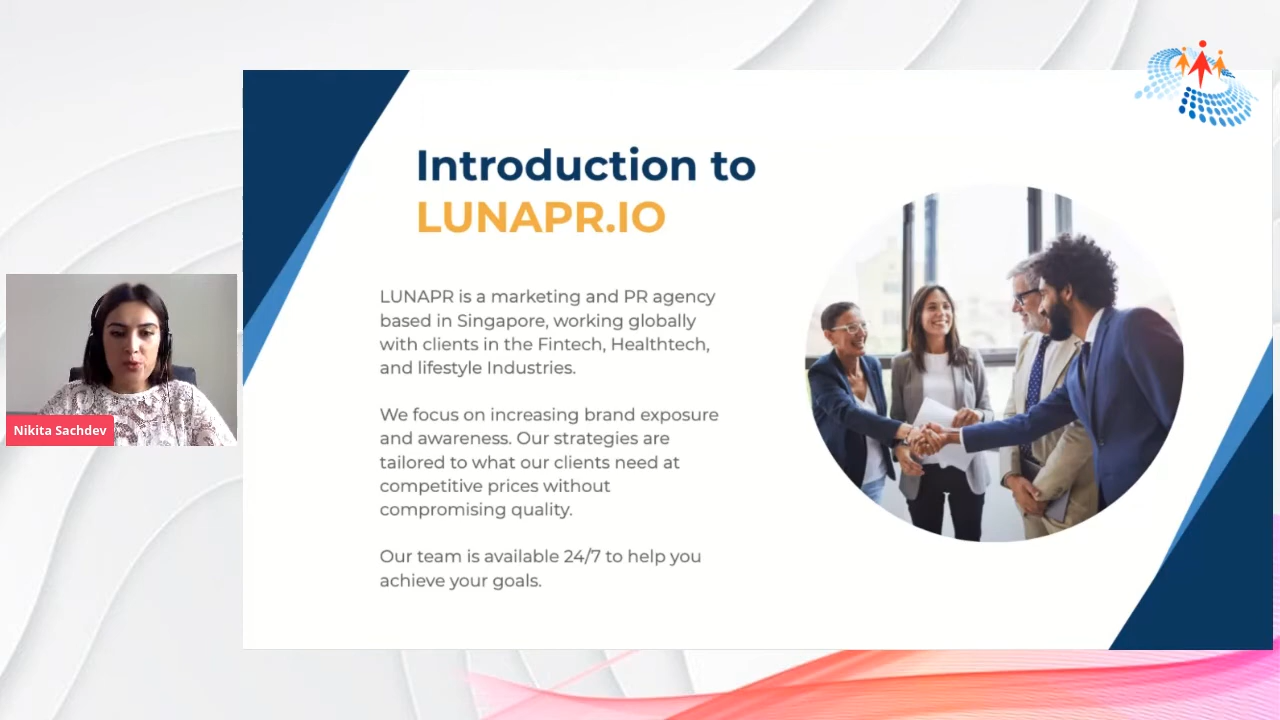 Introduction to
LUNAPR.IO
LUNAPR is a marketing and PR agency
based in Singapore, working globally
with clients in the Fintech, Healthtech,
and lifestyle Industries.
We focus on increasing brand exposure
and awareness. Our strategies are
tailored to what our clients need at
competitive prices without
compromising quality.
Our team is available 24/7 to help you
achieve your goals.
Nikita Sachdev